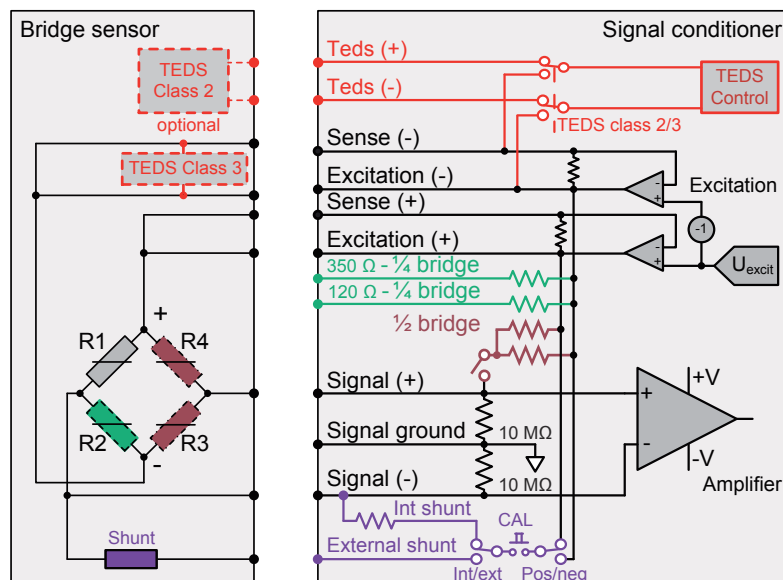 Bridge sensor
TEDS
Class 2
optional
TEDS Class 3
+
R1
R4
R2
R3
-
Shunt
Signal conditioner
Teds (+)
Teds (-)
TEDS
Control
TEDS class 2/3
Sense (-)
Excitation (-)
Excitation
Sense (+)
Excitation (+)
-
+
-1
-
+
Uexcit
350 Ω - ¼ bridge
120 Ω - ¼ bridge
½ bridge
Signal (+)
+V
+
10 MΩ
Signal ground
-
Signal (-)
10 MΩ
-V
Amplifier
Int shunt
CAL
External shunt
Int/ext
Pos/neg